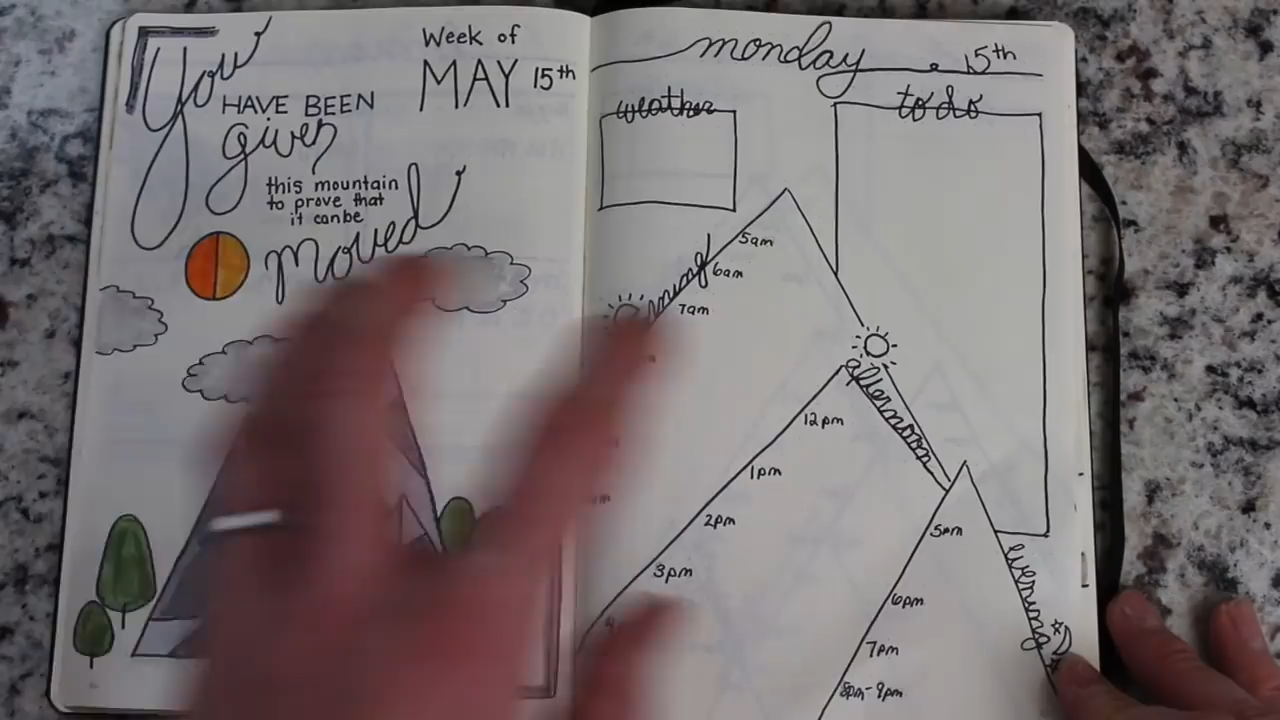 You
HAVE BEEN
given
this mountain
to prove that
it can be
moved
Week of
MAY 15th
monday 15th
weather
to do
5am
6am
7am
afternoon
12pm
1pm
2pm
3pm
evening
5pm
6pm
7pm
8pm-9pm